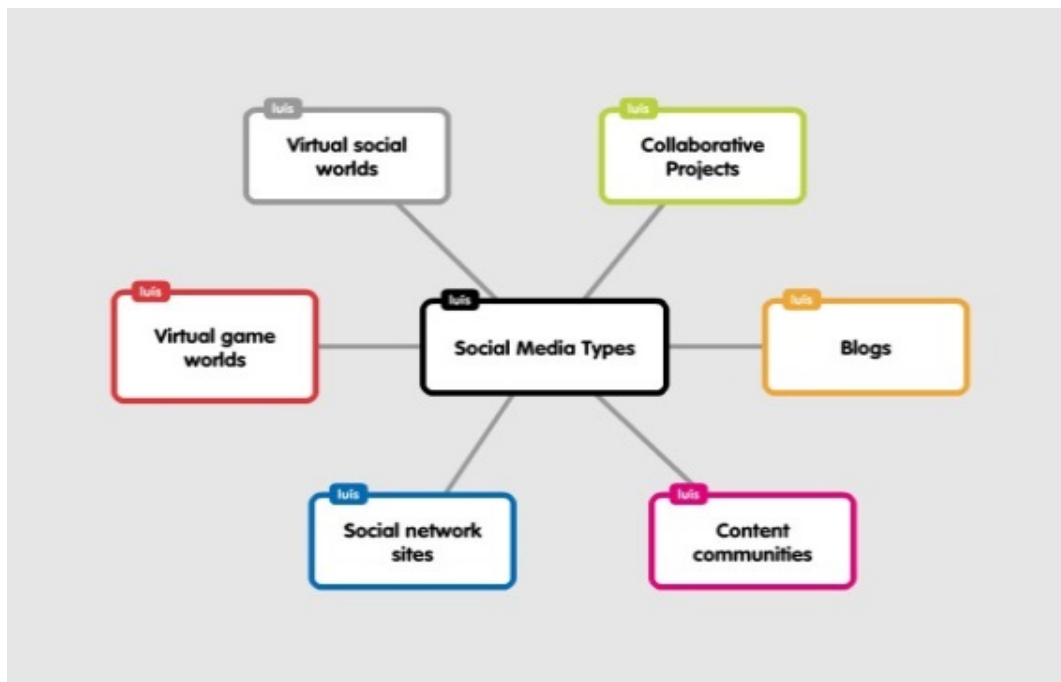 luis
Virtual social
worlds
luis
Collaborative
Projects
luis
Virtual game
worlds
luis
Social Media Types
luis
Blogs
luis
Social network
sites
luis
Content
communities